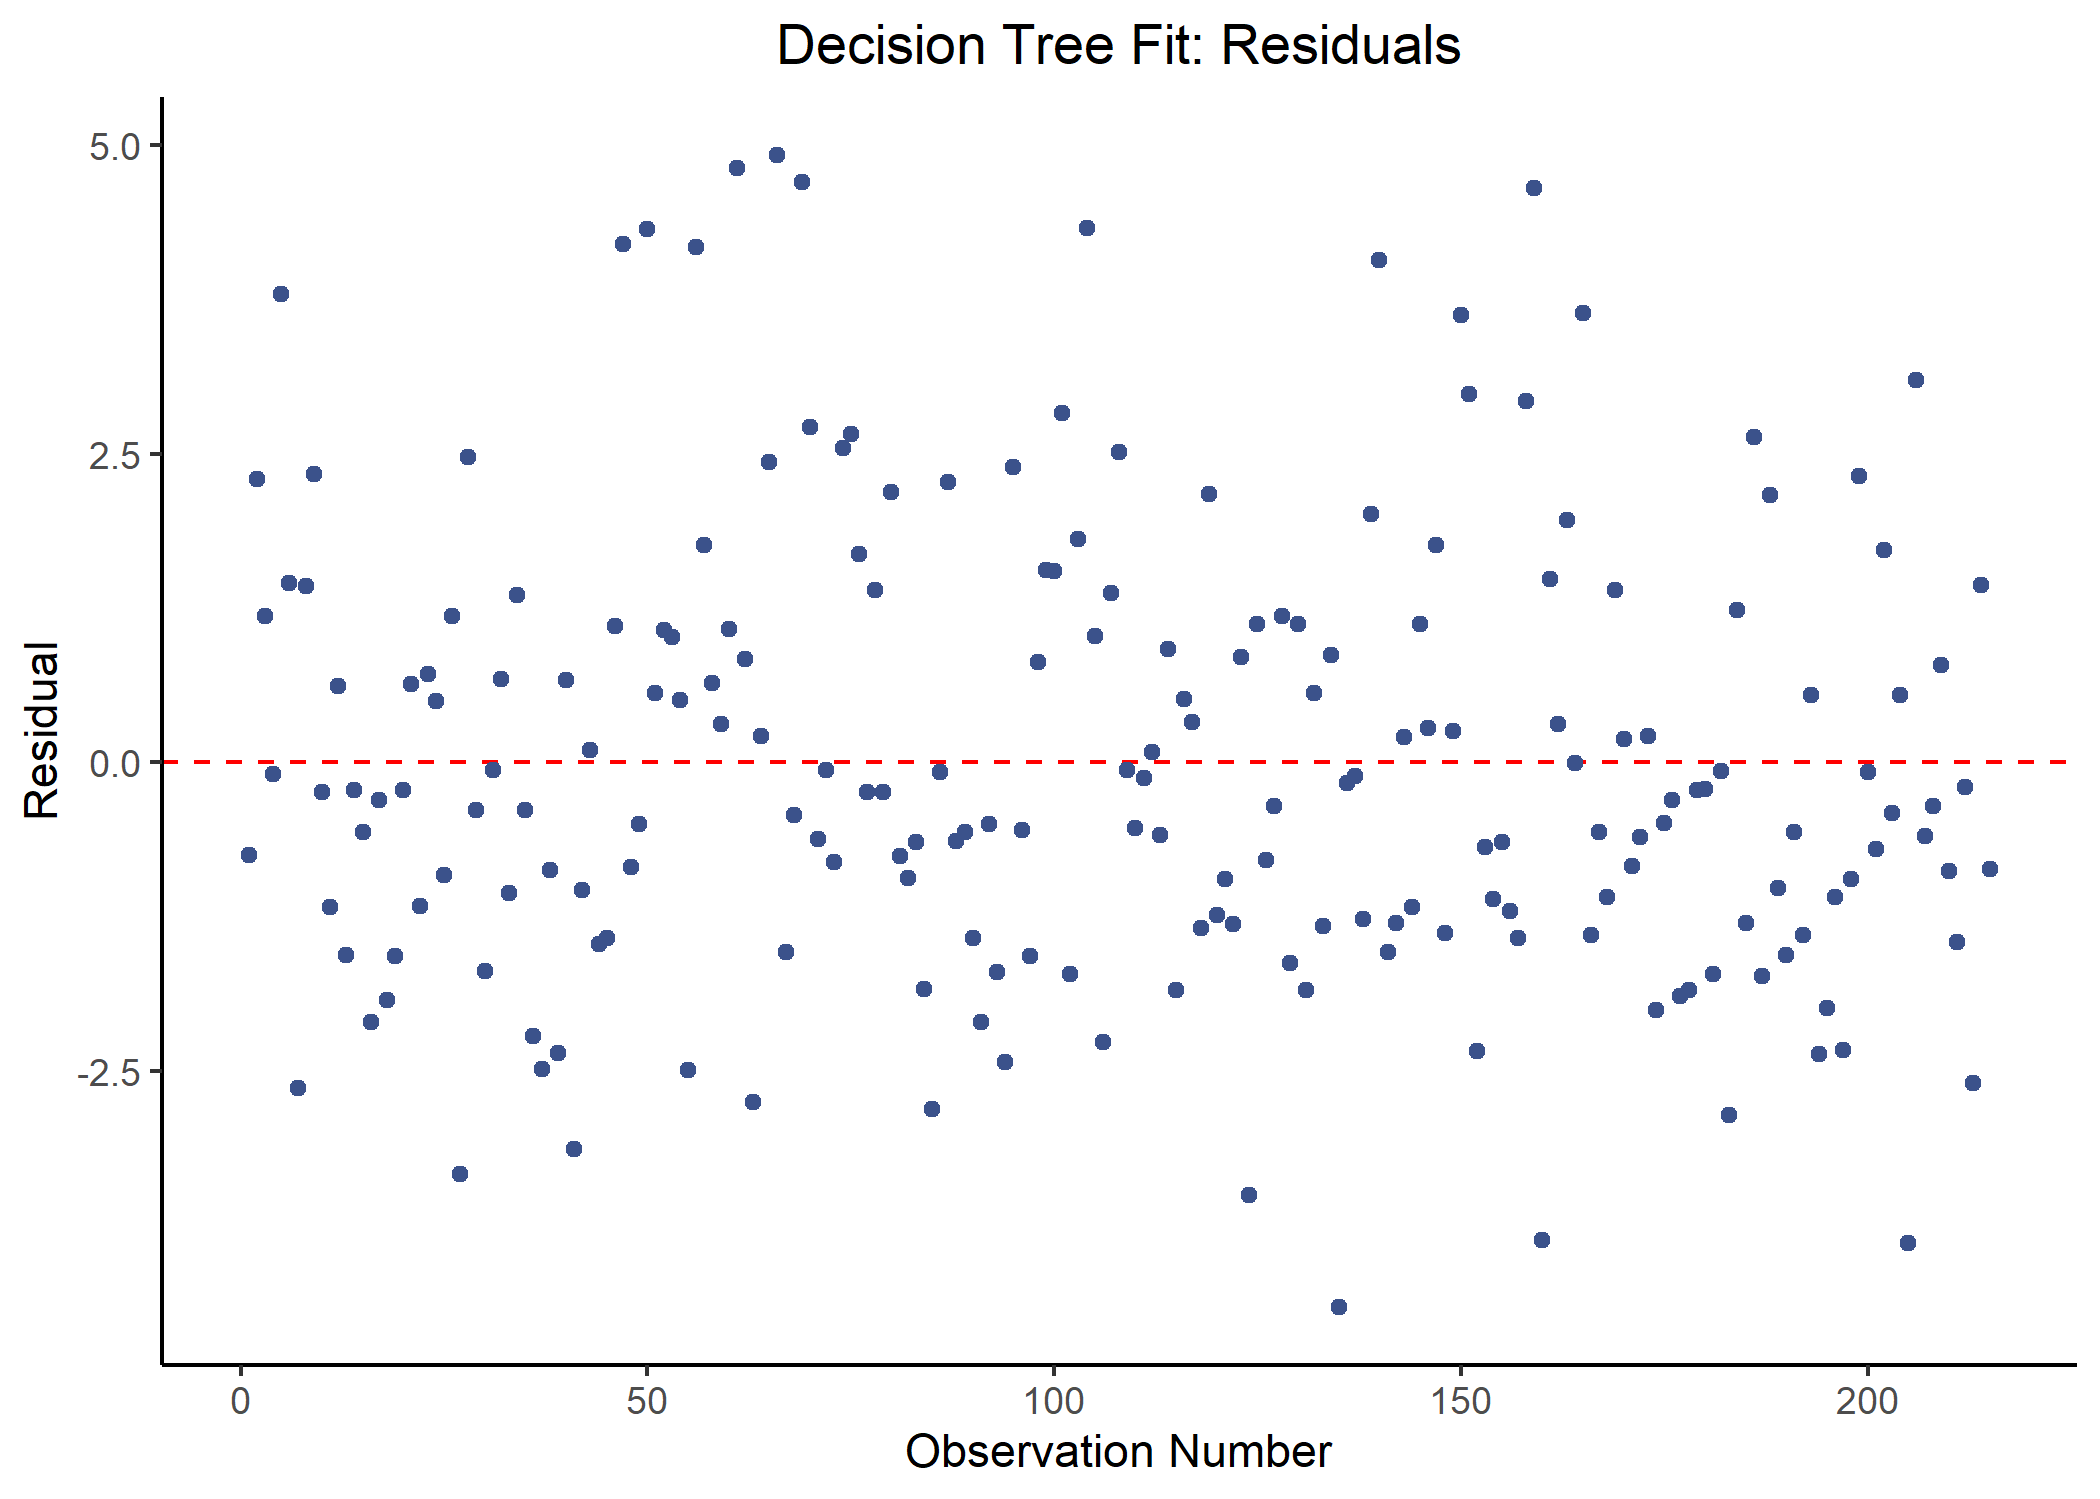 Decision Tree Fit: Residuals
5.0
2.5
0.0
-2.5
Residual
0 50 100 150 200
Observation Number